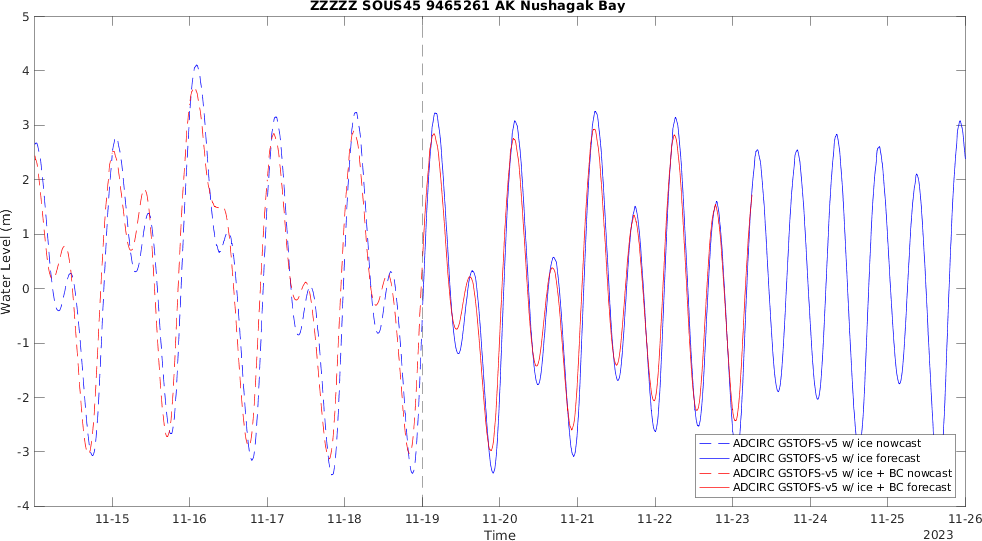 ZZZZZ SOUS45 9465261 AK Nushagak Bay
5
4
3
2
1
0
-1
-2
-3
-4
Water Level (m)
ADCIRC GSTOFS-v5 w/ ice nowcast
ADCIRC GSTOFS-v5 w/ ice forecast
ADCIRC GSTOFS-v5 w/ ice + BC nowcast
ADCIRC GSTOFS-v5 w/ ice + BC forecast
11-15 11-16 11-17 11-18 11-19 11-20 11-21 11-22 11-23 11-24 11-25 11-26
Time
2023